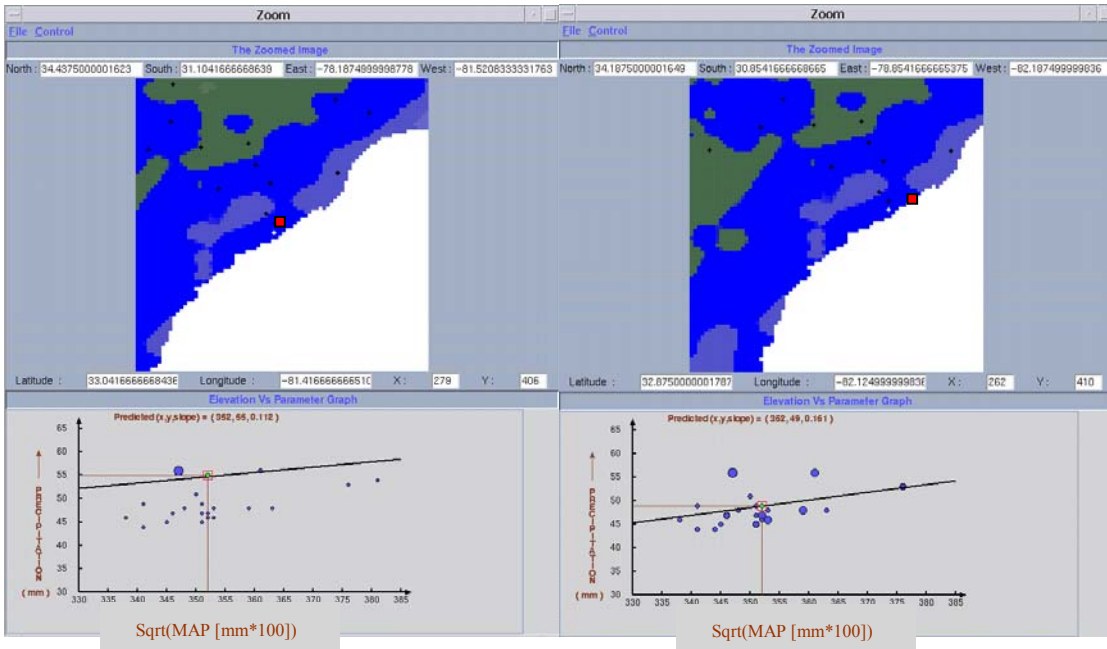 Zoom
File Control
The Zoomed Image
North : 34.4375000001623 South : 31.1041666668639 East : -78.1874999998778 West : -81.5208333331763
Latitude : 33.0416666668436 Longitude : -81.4166666666510 X : 279 Y : 406
Elevation Vs Parameter Graph
Predicted (x,y,slope) = ( 352, 55, 0.112 )
65
60
55
50
45
40
35
30
PRECIPITATION
( mm )
330 335 340 345 350 355 360 365 370 375 380 385
Sqrt(MAP [mm*100])
Zoom
File Control
The Zoomed Image
North : 34.1875000001649 South : 30.8541666668665 East : -78.8541666665375 West : -82.187499999836
Latitude : 32.8750000001787 Longitude : -82.124999999836 X : 262 Y : 410
Elevation Vs Parameter Graph
Predicted (x,y,slope) = ( 352, 49, 0.161 )
65
60
55
50
45
40
35
30
PRECIPITATION
( mm )
330 335 340 345 350 355 360 365 370 375 380 385
Sqrt(MAP [mm*100])